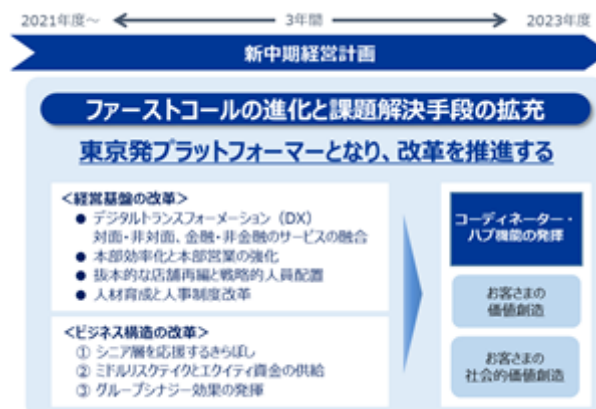 2021年度～ 3年間 2023年度
新中期経営計画
ファーストコールの進化と課題解決手段の拡充
東京発プラットフォーマーとなり、改革を推進する
<経営基盤の改革>
● デジタルトランスフォーメーション（DX）
対面・非対面、金融・非金融のサービスの融合
● 本部効率化と本部営業の強化
● 抜本的な店舗再編と戦略的人員配置
● 人材育成と人事制度改革
<ビジネス構造の改革>
① シニア層を応援するきらぼし
② ミドルリスクテイクとエクイティ資金の供給
③ グループシナジー効果の発揮
コーディネーター・
ハブ機能の発揮
お客さまの
価値創造
お客さまの
社会的価値創造